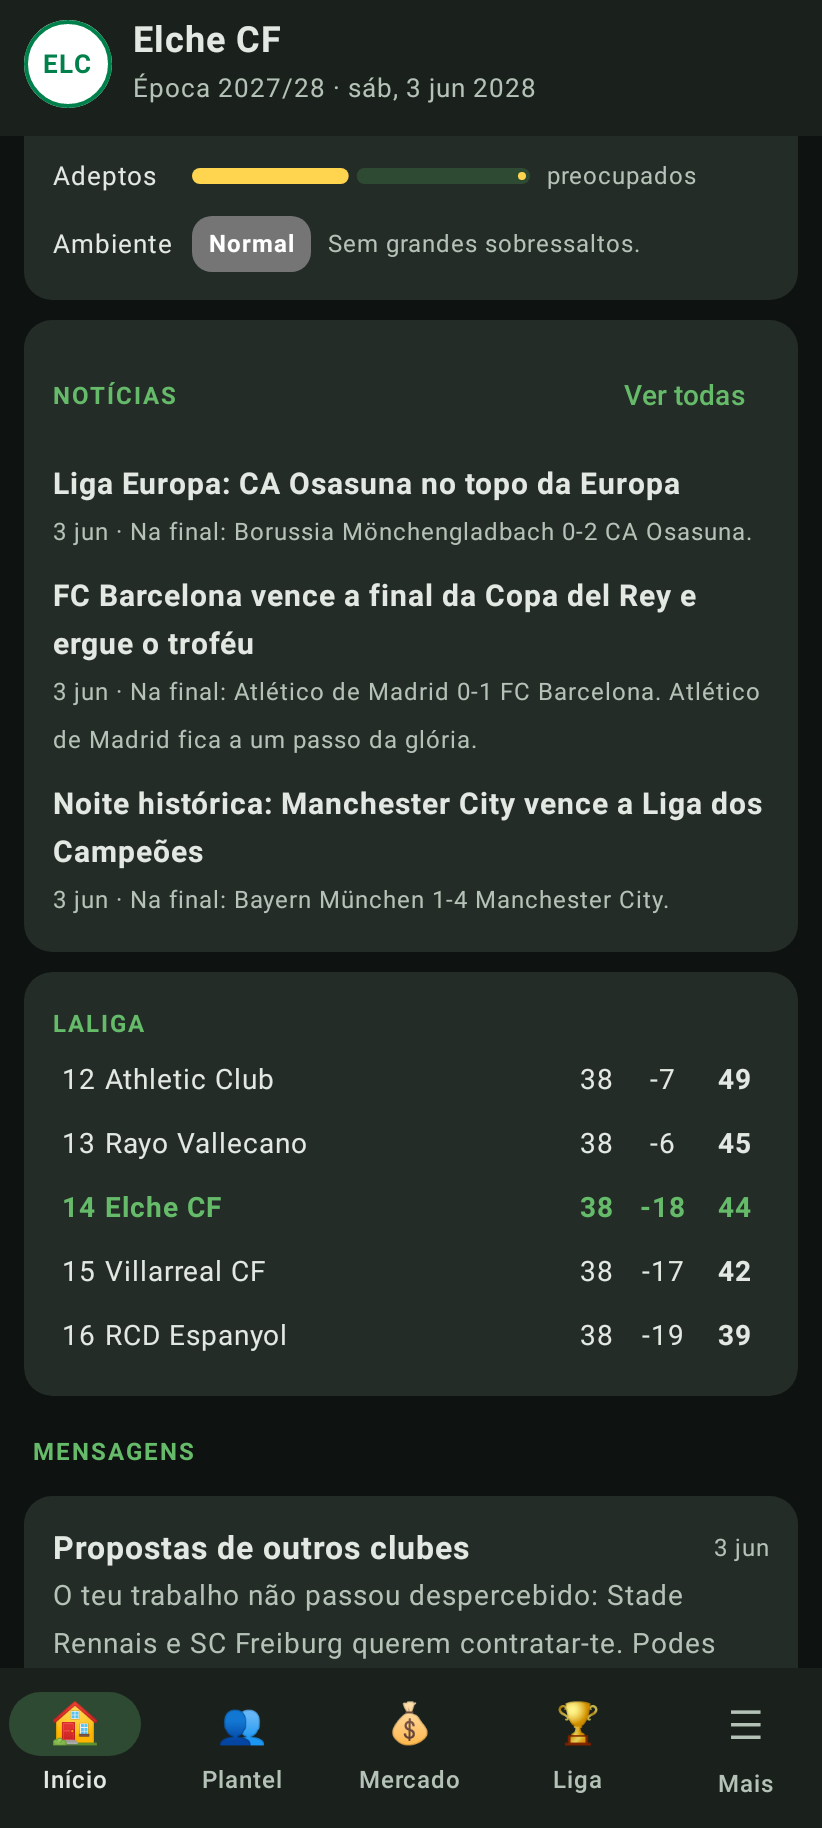 ELC
Elche CF
Época 2027/28 · sáb, 3 jun 2028
Adeptos preocupados
Ambiente Normal Sem grandes sobressaltos.
NOTÍCIAS Ver todas
Liga Europa: CA Osasuna no topo da Europa
3 jun · Na final: Borussia Mönchengladbach 0-2 CA Osasuna.
FC Barcelona vence a final da Copa del Rey e
ergue o troféu
3 jun · Na final: Atlético de Madrid 0-1 FC Barcelona. Atlético
de Madrid fica a um passo da glória.
Noite histórica: Manchester City vence a Liga dos
Campeões
3 jun · Na final: Bayern München 1-4 Manchester City.
LALIGA
12 Athletic Club 38 -7 49
13 Rayo Vallecano 38 -6 45
14 Elche CF 38 -18 44
15 Villarreal CF 38 -17 42
16 RCD Espanyol 38 -19 39
MENSAGENS
Propostas de outros clubes 3 jun
O teu trabalho não passou despercebido: Stade
Rennais e SC Freiburg querem contratar-te. Podes
Início Plantel Mercado Liga Mais